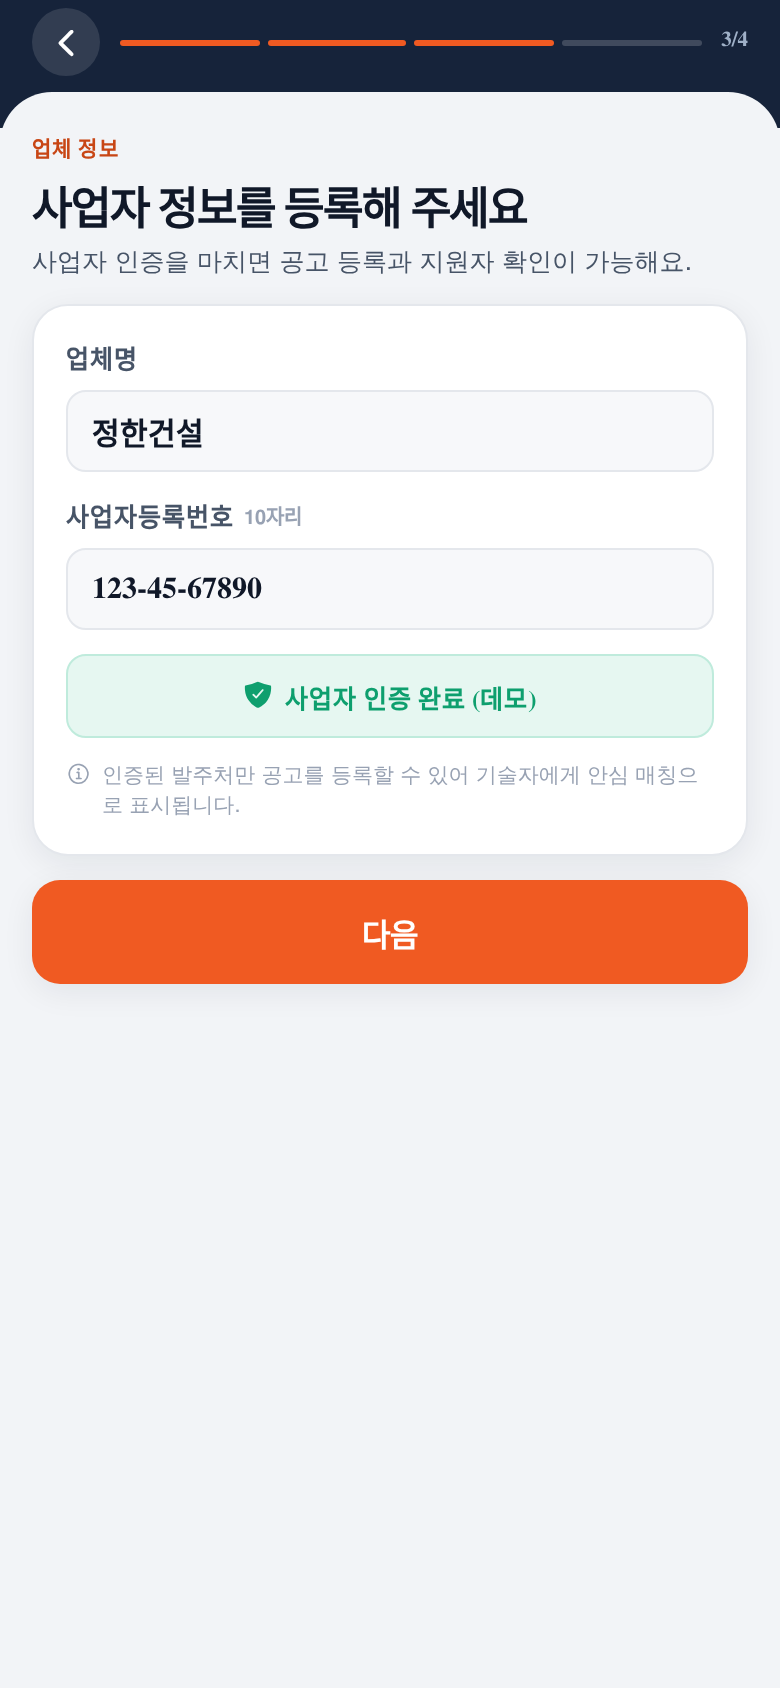 3/4
업체 정보
사업자 정보를 등록해 주세요
사업자 인증을 마치면 공고 등록과 지원자 확인이 가능해요.
업체명
정한건설
사업자등록번호 10자리
123-45-67890
사업자 인증 완료 (데모)
인증된 발주처만 공고를 등록할 수 있어 기술자에게 안심 매칭으
로 표시됩니다.
다음